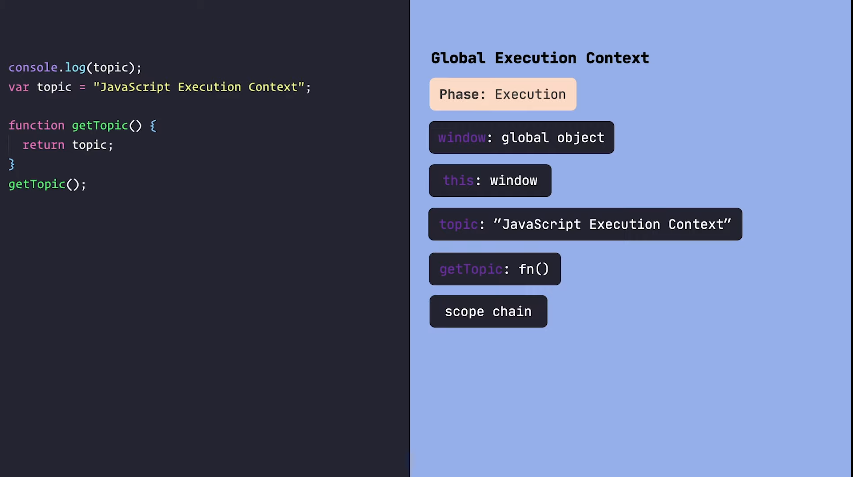 console.log(topic);
var topic = "JavaScript Execution Context";
function getTopic() {
return topic;
}
getTopic();
Global Execution Context
Phase: Execution
window: global object
this: window
topic: ”JavaScript Execution Context”
getTopic: fn()
scope chain